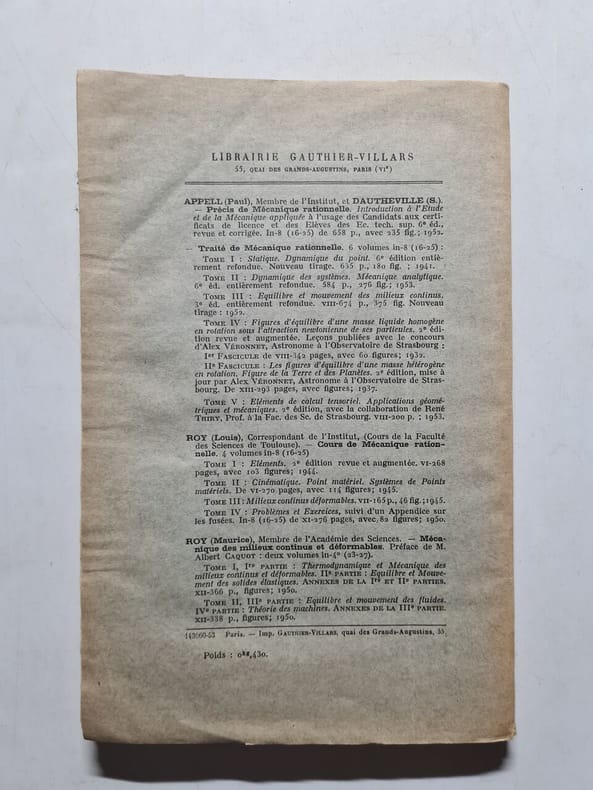 LIBRAIRIE GAUTHIER-VILLARS
55, QUAI DES GRANDS-AUGUSTINS, PARIS (VIe)
APPELL (Paul), Membre de l'Institut, et DAUTHEVILLE (S.).
— Précis de Mécanique rationnelle. Introduction à l'Etude
et de la Mécanique appliquée à l'usage des Candidats aux certi-
ficats de licence et des Elèves des Ec. tech. sup. 6e éd.,
revue et corrigée. In-8 (16-25) de 658 p., avec 235 fig.; 1952.
— Traité de Mécanique rationnelle. 6 volumes in-8 (16-25) :
TOME I : Statique. Dynamique du point. 6e édition entiè-
rement refondue. Nouveau tirage. 655 p., 180 fig. ; 1941.
TOME II : Dynamique des systèmes. Mécanique analytique.
6e éd. entièrement refondue. 584 p., 276 fig.; 1953.
TOME III : Equilibre et mouvement des milieux continus,
3e éd. entièrement refondue. VIII-674 p., 375 fig. Nouveau
tirage : 1952.
TOME IV : Figures d'équilibre d'une masse liquide homogène
en rotation sous l'attraction newtonienne de ses particules. 2e édi-
tion revue et augmentée. Leçons publiées avec le concours
d'Alex VÉRONNET, Astronome à l'Observatoire de Strasbourg :
Ier FASCICULE de VIII-342 pages, avec 60 figures; 1932.
IIe FASCICULE : Les figures d'équilibre d'une masse hétérogène
en rotation. Figure de la Terre et des Planètes. 2e édition, mise à
jour par Alex VÉRONNET, Astronome à l'Observatoire de Stras-
bourg. De XIII-293 pages, avec figures; 1937.
TOME V : Eléments de calcul tensoriel. Applications géomé-
triques et mécaniques. 2e édition, avec la collaboration de René
THIRY, Prof. à la Fac. des Sc. de Strasbourg. VIII-200 p. ; 1953.
ROY (Louis), Correspondant de l'Institut, (Cours de la Faculté
des Sciences de Toulouse). — Cours de Mécanique ration-
nelle. 4 volumes in-8 (16-25)
TOME I : Eléments. 2e édition revue et augmentée. VI-268
pages, avec 103 figures; 1944.
TOME II : Cinématique. Point matériel. Systèmes de Points
matériels. De VI-270 pages, avec 114 figures; 1945.
TOME III : Milieux continus déformables. VII-165 p., 46 fig.; 1945.
TOME IV : Problèmes et Exercices, suivi d'un Appendice sur
les fusées. In-8 (16-25) de XI-276 pages, avec 82 figures; 1950.
ROY (Maurice), Membre de l'Académie des Sciences. — Méca-
nique des milieux continus et déformables. Préface de M.
Albert CAQUOT : deux volumes in-4° (23-27).
TOME I, Ire PARTIE : Thermodynamique et Mécanique des
milieux continus et déformables. IIe PARTIE : Equilibre et Mouve-
ment des solides élastiques. ANNEXES DE LA Ire ET IIe PARTIES.
XII-366 p., figures; 1950.
TOME II, IIIe PARTIE : Equilibre et mouvement des fluides.
IVe PARTIE : Théorie des machines. ANNEXES DE LA IIIe PARTIE.
XII-338 p., figures; 1950.
143060-53 Paris. — Imp. GAUTHIER-VILLARS, quai des Grands-Augustins, 55.
Poids : 0kg,430.